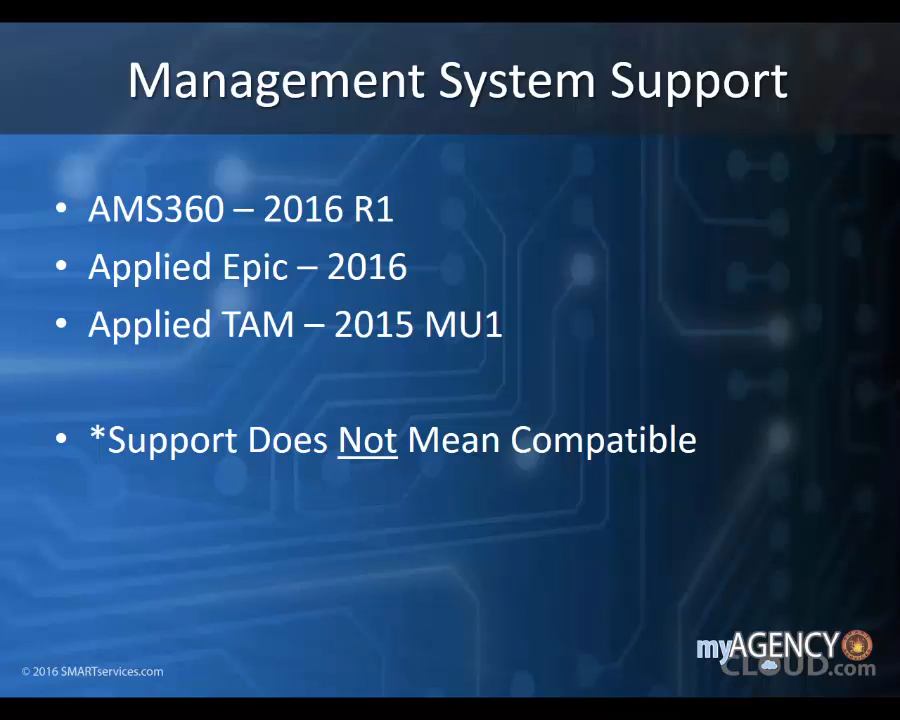 Management System Support
• AMS360 – 2016 R1
• Applied Epic – 2016
• Applied TAM – 2015 MU1
• *Support Does Not Mean Compatible
myAGENCY
CLOUD.com
© 2016 SMARTservices.com